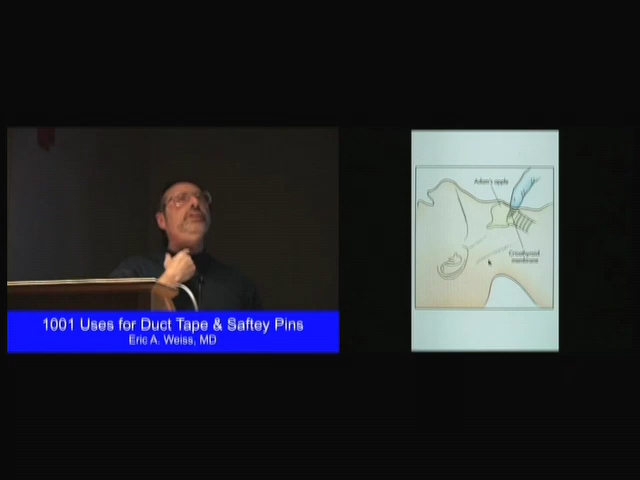 1001 Uses for Duct Tape & Saftey Pins
Eric A. Weiss, MD
Adam's apple
Cricothyroid
membrane